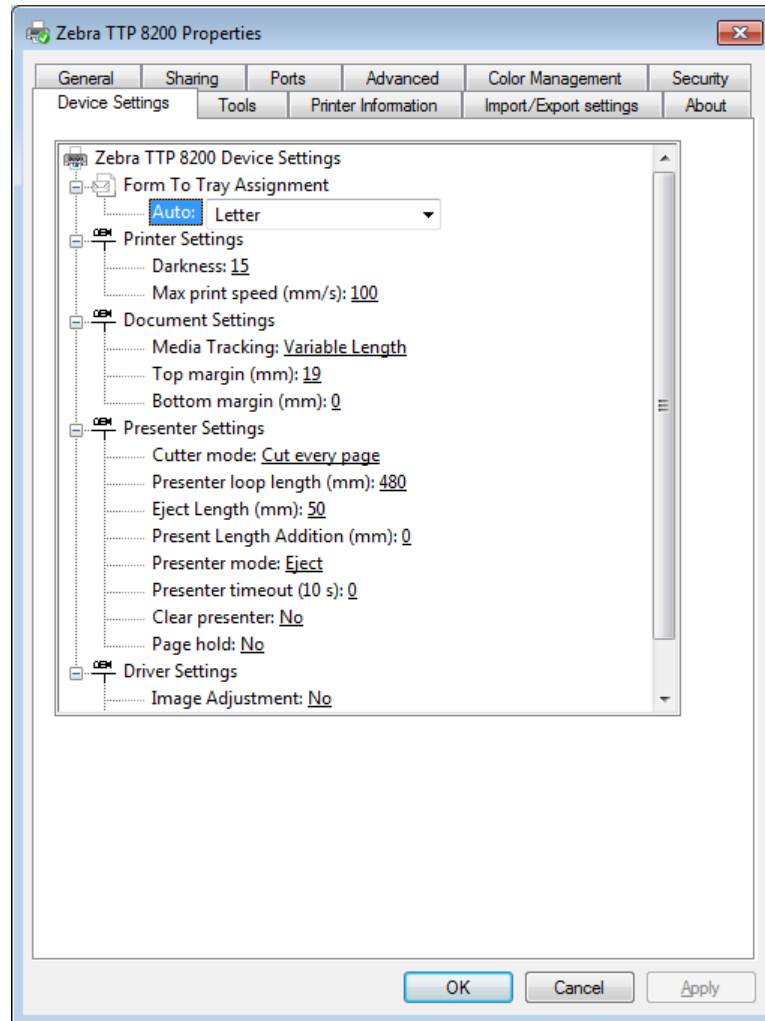 Zebra TTP 8200 Properties
General Sharing Ports Advanced Color Management Security
Device Settings Tools Printer Information Import/Export settings About
Zebra TTP 8200 Device Settings
Form To Tray Assignment
Auto: Letter
Printer Settings
Darkness: 15
Max print speed (mm/s): 100
Document Settings
Media Tracking: Variable Length
Top margin (mm): 19
Bottom margin (mm): 0
Presenter Settings
Cutter mode: Cut every page
Presenter loop length (mm): 480
Eject Length (mm): 50
Present Length Addition (mm): 0
Presenter mode: Eject
Presenter timeout (10 s): 0
Clear presenter: No
Page hold: No
Driver Settings
Image Adjustment: No
OK Cancel Apply